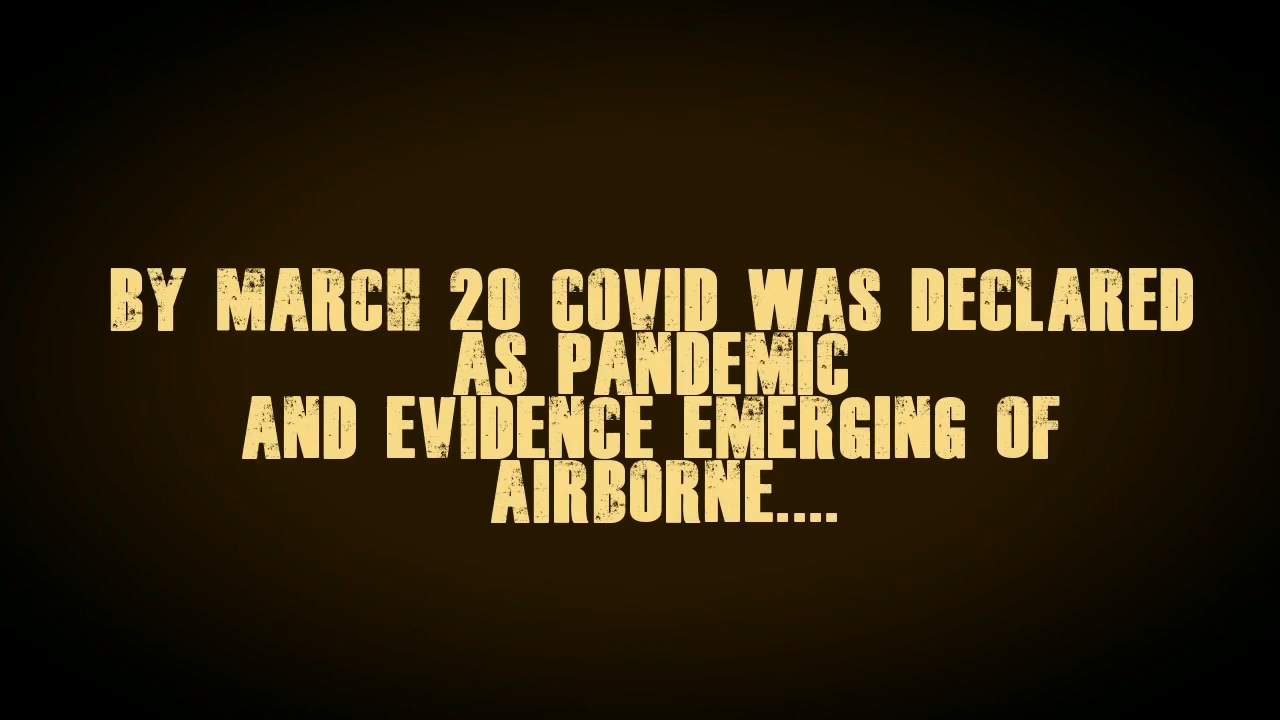 BY MARCH 20 COVID WAS DECLARED
AS PANDEMIC
AND EVIDENCE EMERGING OF
AIRBORNE....